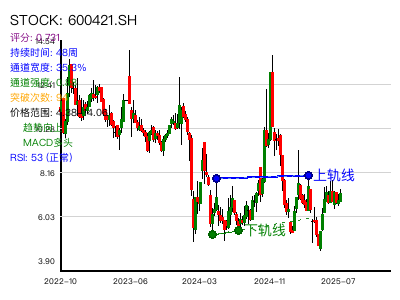 STOCK: 600421.SH
评分: 0.731
14.54
持续时间: 48周
通道宽度: 35.3%
通道强度:
突破次数:
价格范围:
趋势
MACD多头
RSI: 53 (正常)
8.16
6.03
3.90
上轨线
下轨线
2022-10
2023-06
2024-03
2024-11
2025-07